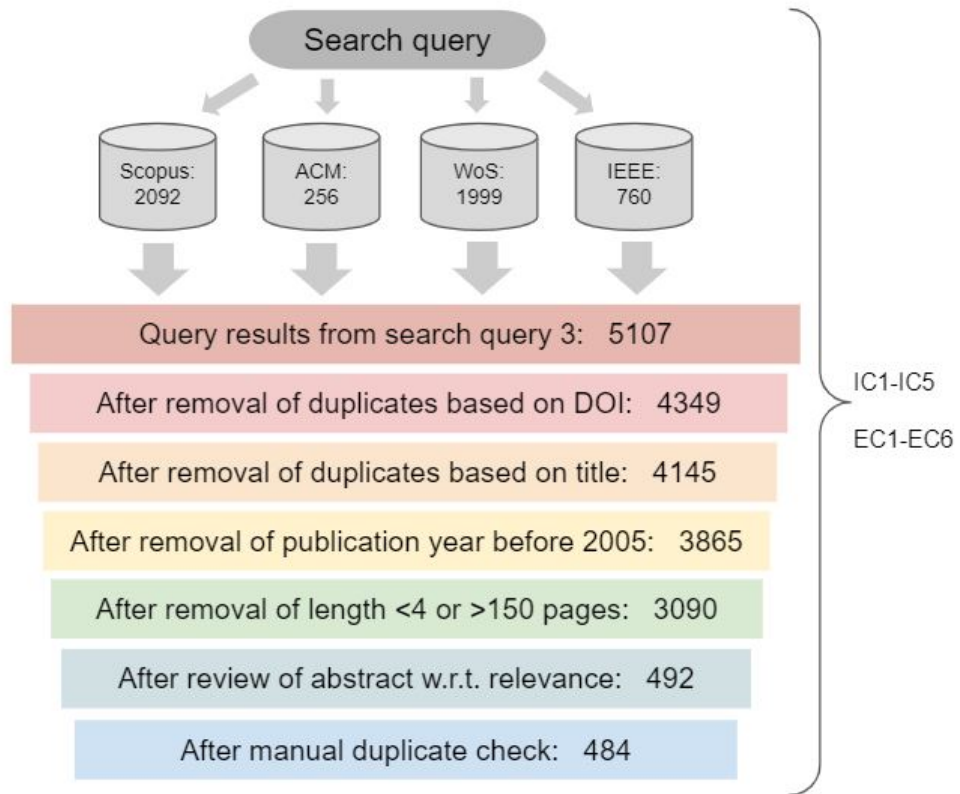 Search query
Scopus:
2092
ACM:
256
WoS:
1999
IEEE:
760
Query results from search query 3: 5107
After removal of duplicates based on DOI: 4349
After removal of duplicates based on title: 4145
After removal of publication year before 2005: 3865
After removal of length <4 or >150 pages: 3090
After review of abstract w.r.t. relevance: 492
After manual duplicate check: 484
IC1-IC5
EC1-EC6